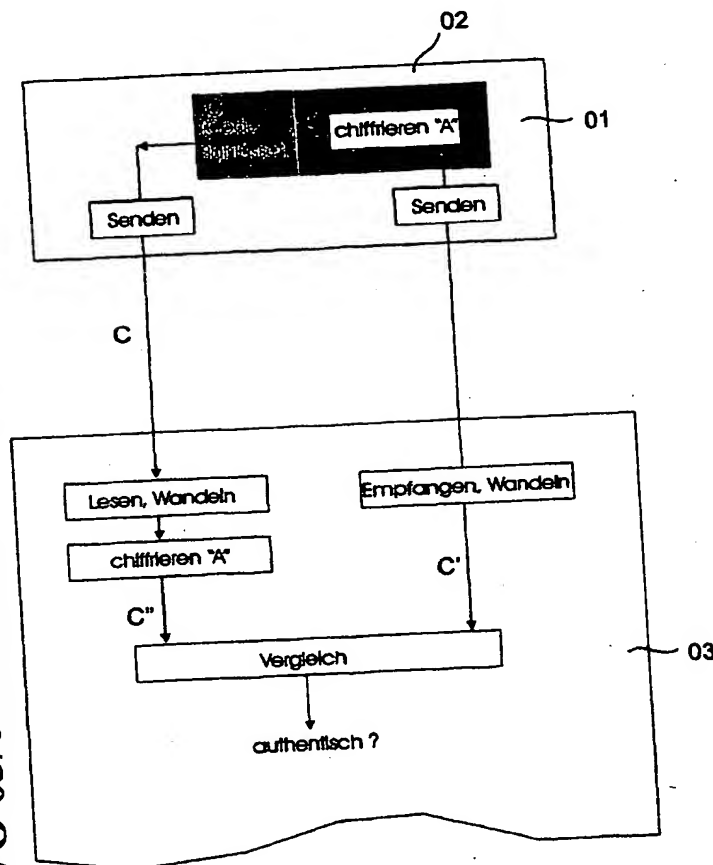 02
01
chiffrieren "A"
Senden
Senden
C
Lesen, Wandeln
Empfangen, Wandeln
chiffrieren "A"
C'
C"
Vergleich
03
authentisch ?